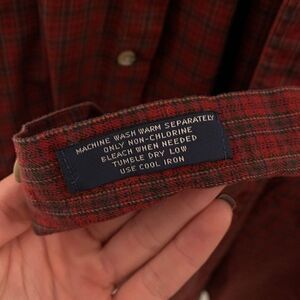 MACHINE WASH WARM SEPARATELY
ONLY NON-CHLORINE
BLEACH WHEN NEEDED
TUMBLE DRY LOW
USE COOL IRON